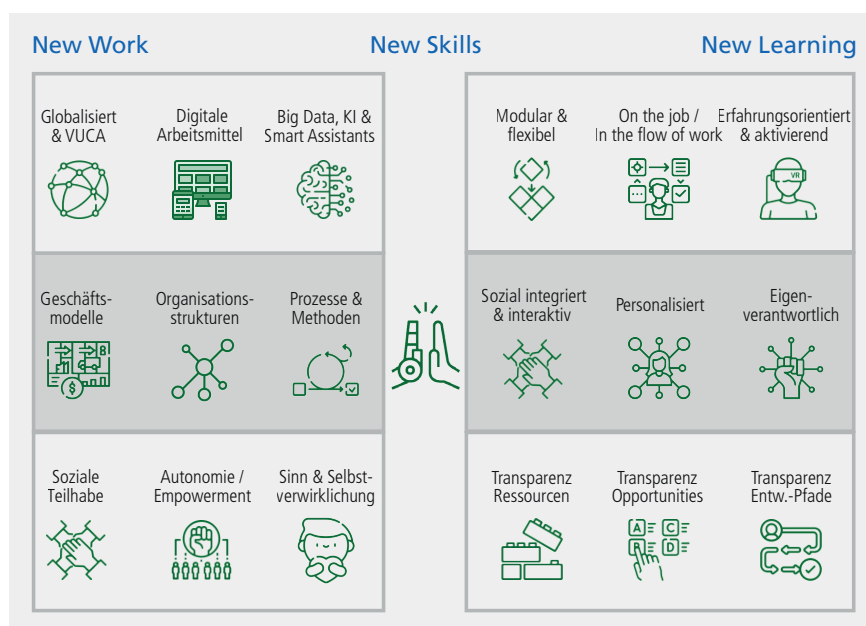 New Work
New Skills
New Learning
Globalisiert
& VUCA
Digitale
Arbeitsmittel
Big Data, KI &
Smart Assistants
Geschäfts-
modelle
Organisations-
strukturen
Prozesse &
Methoden
Soziale
Teilhabe
Autonomie /
Empowerment
Sinn & Selbst-
verwirklichung
Modular &
flexibel
On the job /
In the flow of work
Erfahrungsorientiert
& aktivierend
VR
Sozial integriert
& interaktiv
Personalisiert
Eigen-
verantwortlich
Transparenz
Ressourcen
Transparenz
Opportunities
A C
B D
Transparenz
Entw.-Pfade